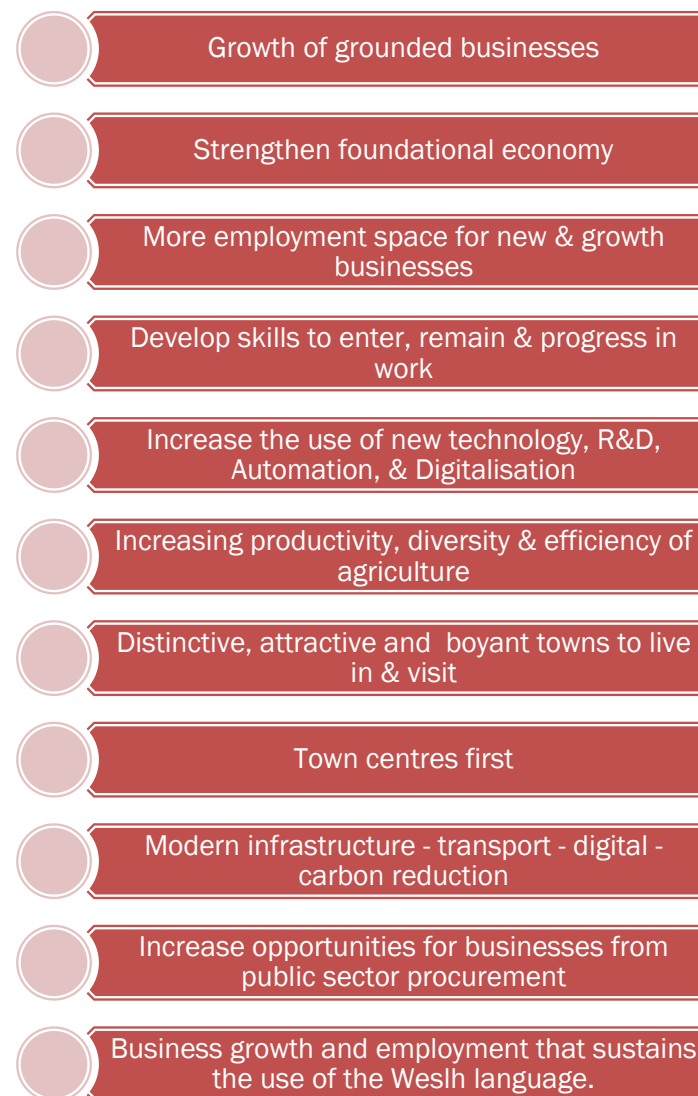 Growth of grounded businesses
Strengthen foundational economy
More employment space for new & growth
businesses
Develop skills to enter, remain & progress in
work
Increase the use of new technology, R&D,
Automation, & Digitalisation
Increasing productivity, diversity & efficiency of
agriculture
Distinctive, attractive and  boyant towns to live
in & visit
Town centres first
Modern infrastructure - transport - digital -
carbon reduction
Increase opportunities for businesses from
public sector procurement
Business growth and employment that sustains
the use of the Weslh language.